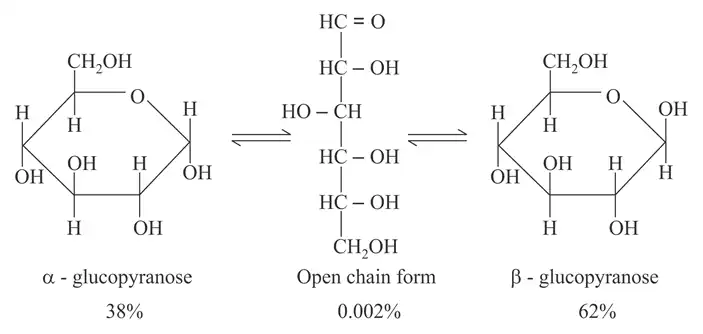 HC = O
CH₂OH HC – OH CH₂OH
O O
H H HO – CH H OH
H H
OH H HC – OH OH H
OH OH OH H
HC – OH
H OH H OH
CH₂OH
α - glucopyranose Open chain form β - glucopyranose
38% 0.002% 62%